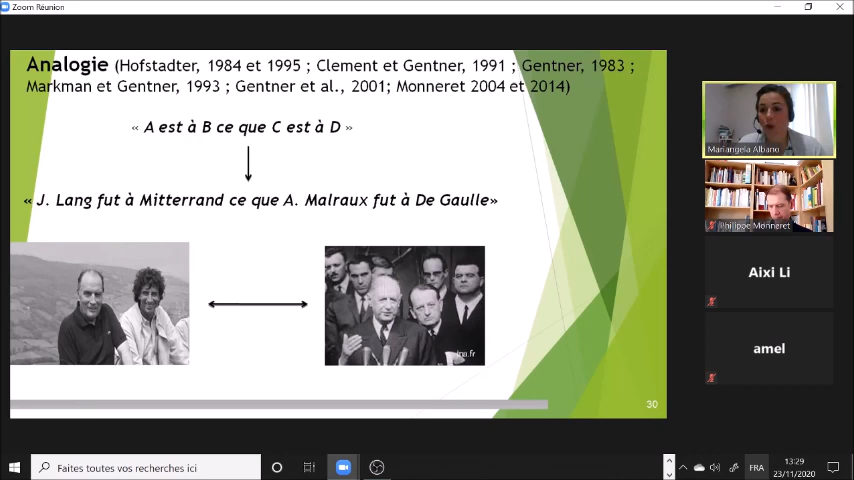 Zoom Réunion
Analogie (Hofstadter, 1984 et 1995 ; Clement et Gentner, 1991 ; Gentner, 1983 ;
Markman et Gentner, 1993 ; Gentner et al., 2001; Monneret 2004 et 2014)
« A est à B ce que C est à D »
« J. Lang fut à Mitterrand ce que A. Malraux fut à De Gaulle»
ina.fr
30
Mariangela Albano
Philippe Monneret
Aixi Li
amel
Faites toutes vos recherches ici
FRA
13:29
23/11/2020